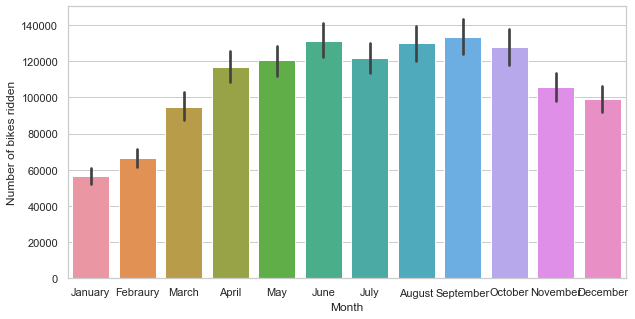 Number of bikes ridden
140000
120000
100000
80000
60000
40000
20000
0
January Febraury March April May June July August September October November December
Month